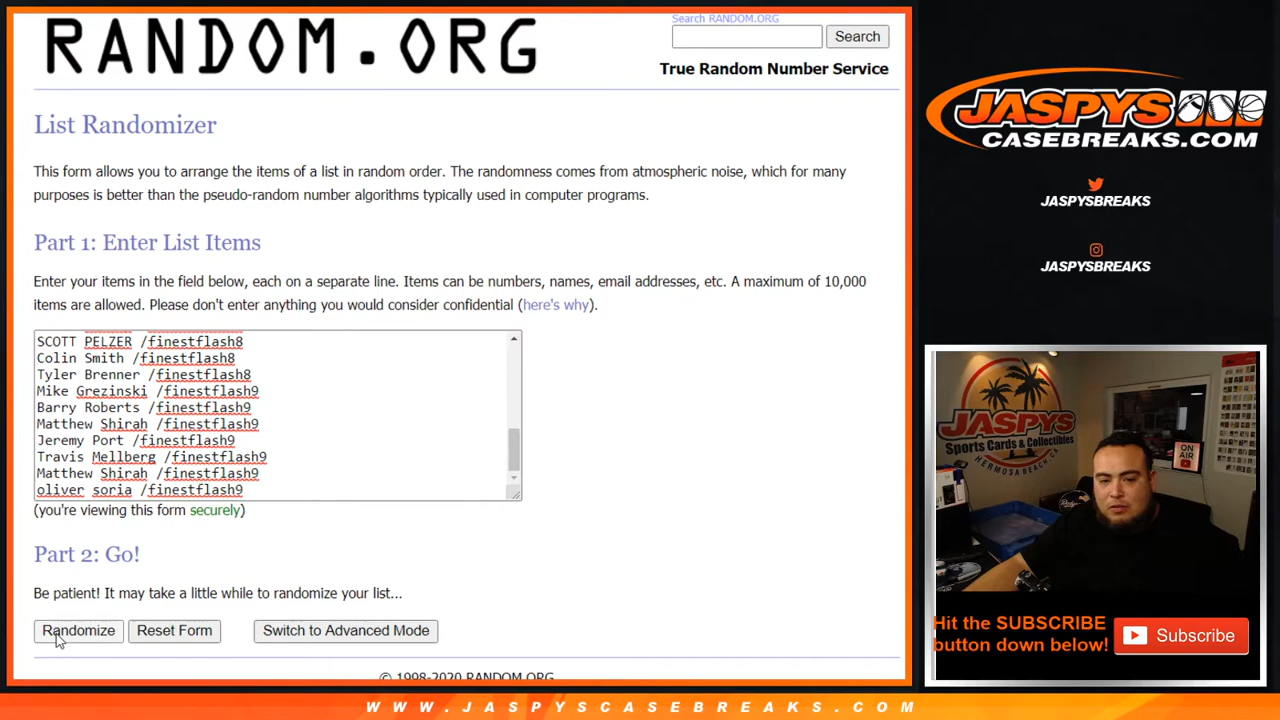 RANDOM.ORG
Search RANDOM.ORG
Search
True Random Number Service
List Randomizer
This form allows you to arrange the items of a list in random order. The randomness comes from atmospheric noise, which for many
purposes is better than the pseudo-random number algorithms typically used in computer programs.
Part 1: Enter List Items
Enter your items in the field below, each on a separate line. Items can be numbers, names, email addresses, etc. A maximum of 10,000
items are allowed. Please don't enter anything you would consider confidential (here's why).
SCOTT PELZER /finestflash8
Colin Smith /finestflash8
Tyler Brenner /finestflash8
Mike Grezinski /finestflash9
Barry Roberts /finestflash9
Matthew Shirah /finestflash9
Jeremy Port /finestflash9
Travis Mellberg /finestflash9
Matthew Shirah /finestflash9
oliver soria /finestflash9
(you're viewing this form securely)
Part 2: Go!
Be patient! It may take a little while to randomize your list...
Randomize
Reset Form
Switch to Advanced Mode
© 1998-2020 RANDOM.ORG
JASPYS
CASEBREAKS.COM
JASPYSBREAKS
JASPYSBREAKS
JASPYS
Sports Cards & Collectibles
HERMOSA BEACH, CA
ON
AIR
Hit the SUBSCRIBE
button down below!
Subscribe
WWW.JASPYSCASEBREAKS.COM